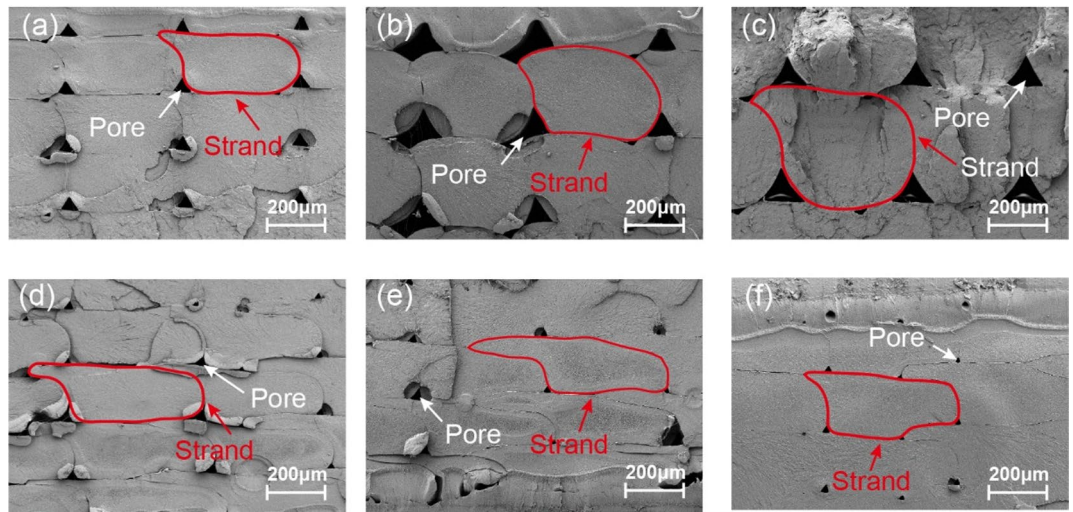 (a)
Pore
Strand
200μm
(b)
Pore
Strand
200μm
(c)
Pore
Strand
200μm
(d)
Pore
Strand
200μm
(e)
Pore
Strand
200μm
(f)
Pore
Strand
200μm